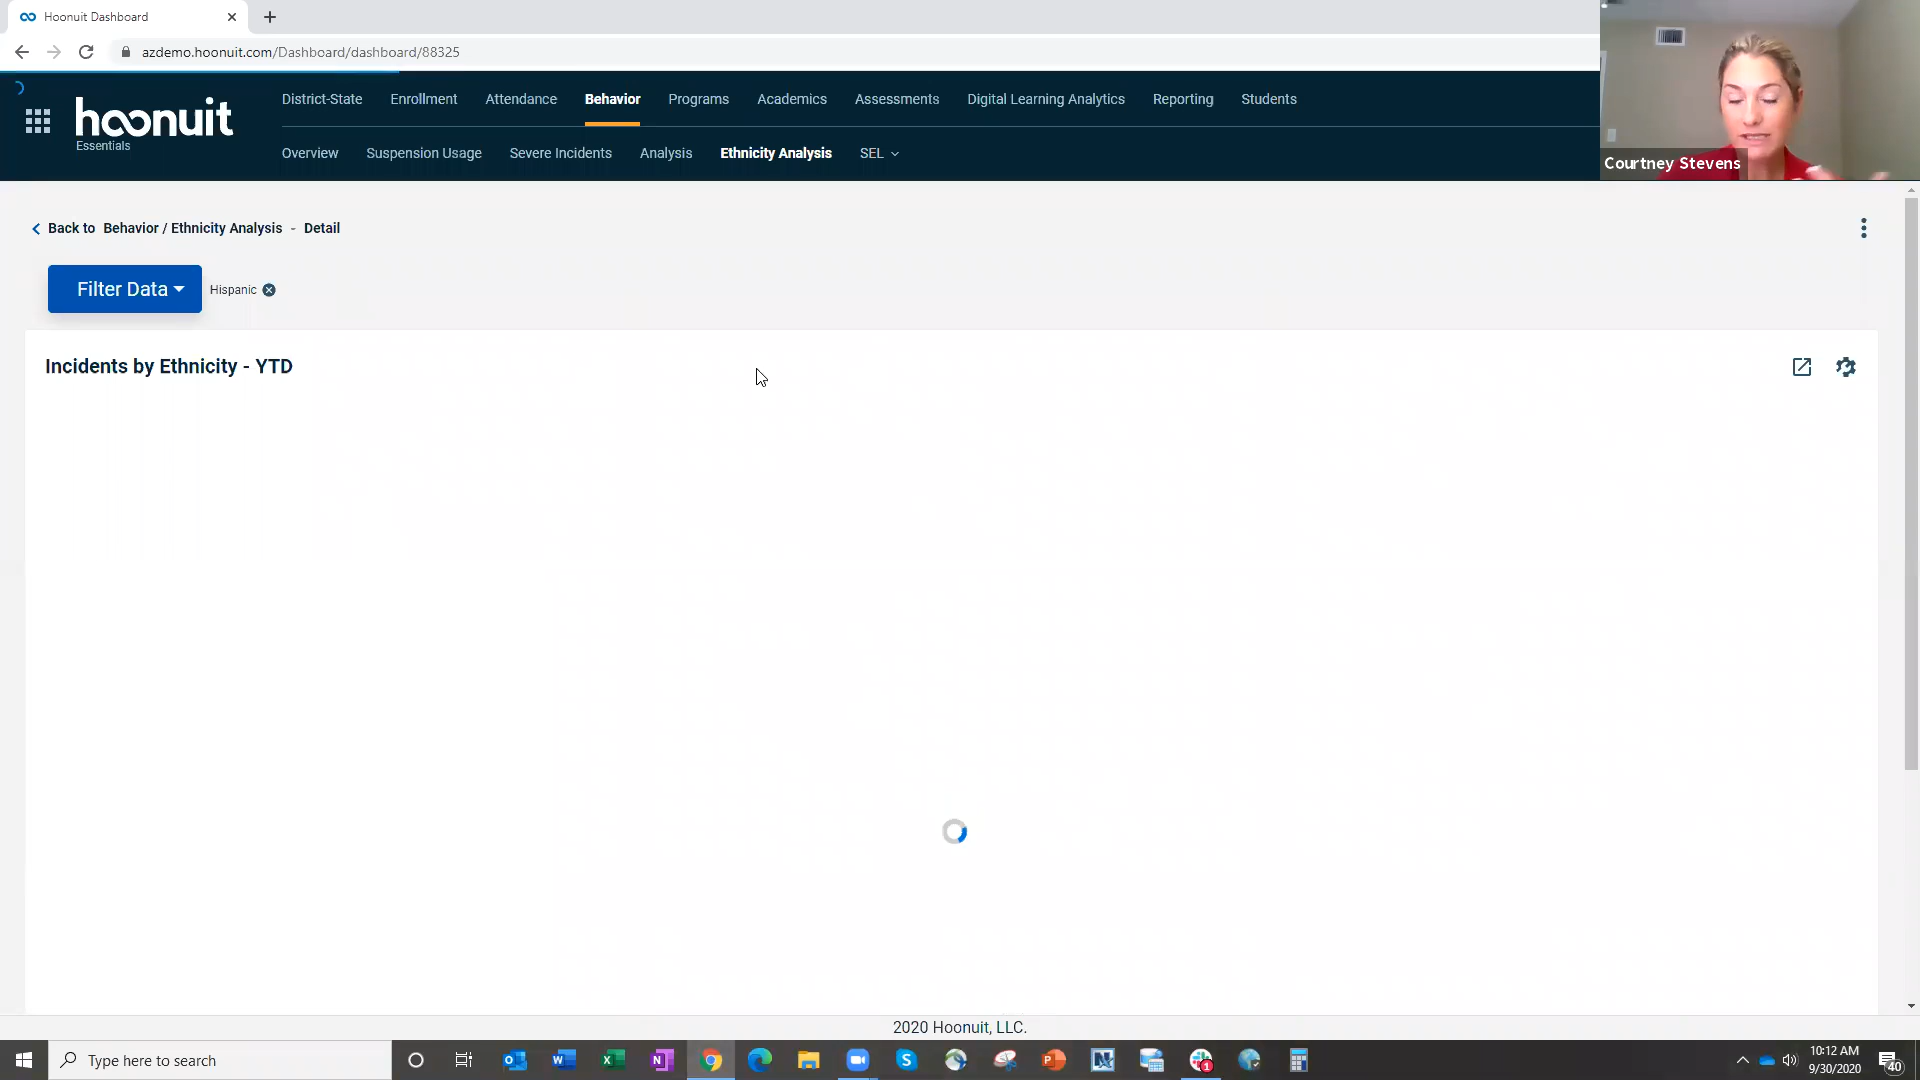 Hoonuit Dashboard
azdemo.hoonuit.com/Dashboard/dashboard/88325
hoonuit
Essentials
District-State Enrollment Attendance Behavior Programs Academics Assessments Digital Learning Analytics Reporting Students
Overview Suspension Usage Severe Incidents Analysis Ethnicity Analysis SEL
Courtney Stevens
Back to Behavior / Ethnicity Analysis - Detail
Filter Data Hispanic
Incidents by Ethnicity - YTD
2020 Hoonuit, LLC.
Type here to search
10:12 AM
9/30/2020
40